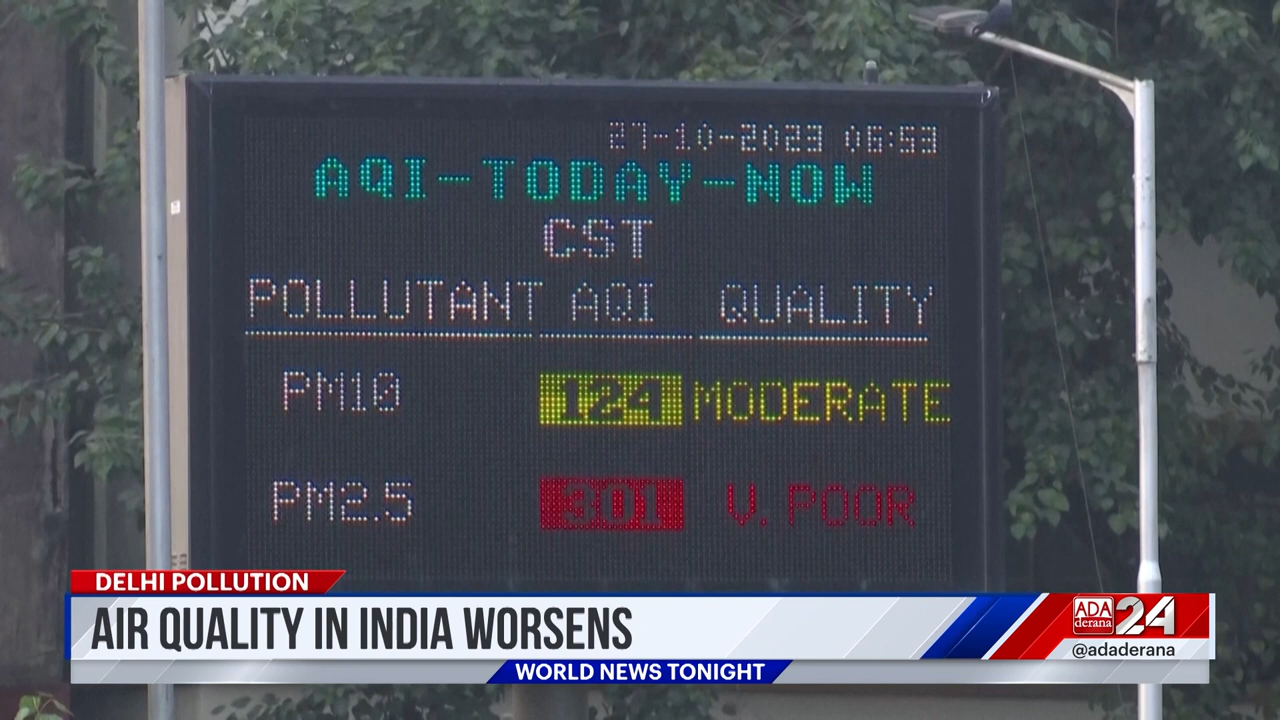 27-10-2023 06:53
AQI-TODAY-NOW
CST
POLLUTANT AQI QUALITY
PM10 124 MODERATE
PM2.5 301 V. POOR
DELHI POLLUTION
AIR QUALITY IN INDIA WORSENS
ADA derana 24
@adaderana
WORLD NEWS TONIGHT